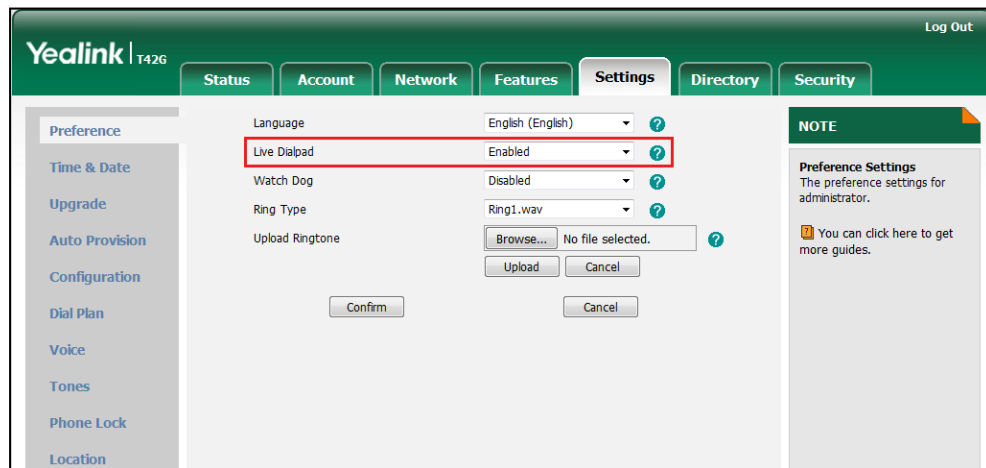 Log Out
Yealink T42G
Status Account Network Features Settings Directory Security
Preference
Time & Date
Upgrade
Auto Provision
Configuration
Dial Plan
Voice
Tones
Phone Lock
Location
Language English (English) ?
Live Dialpad Enabled ?
Watch Dog Disabled ?
Ring Type Ring1.wav ?
Upload Ringtone Browse... No file selected. ?
Upload Cancel
Confirm Cancel
NOTE
Preference Settings
The preference settings for
administrator.
? You can click here to get
more guides.